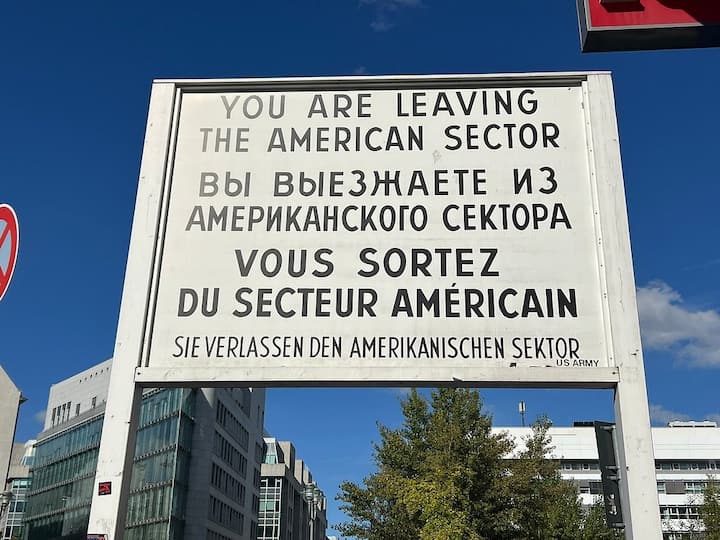 YOU ARE LEAVING
THE AMERICAN SECTOR
ВЫ ВЫЕЗЖАЕТЕ ИЗ
АМЕРИКАНСКОГО СЕКТОРА
VOUS SORTEZ
DU SECTEUR AMÉRICAIN
SIE VERLASSEN DEN AMERIKANISCHEN SEKTOR
US ARMY